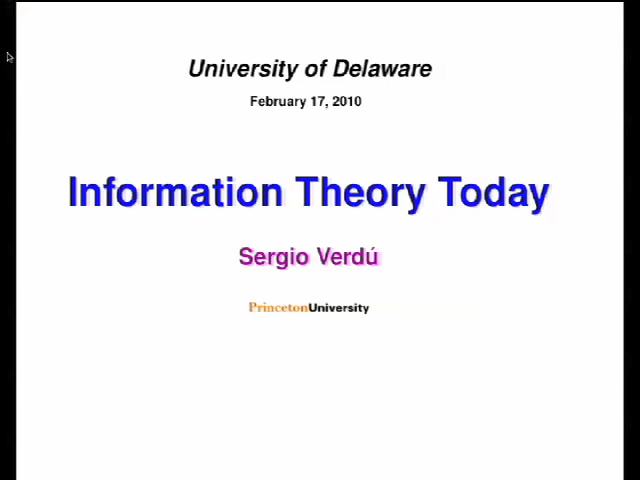 University of Delaware
February 17, 2010
Information Theory Today
Sergio Verdú
PrincetonUniversity